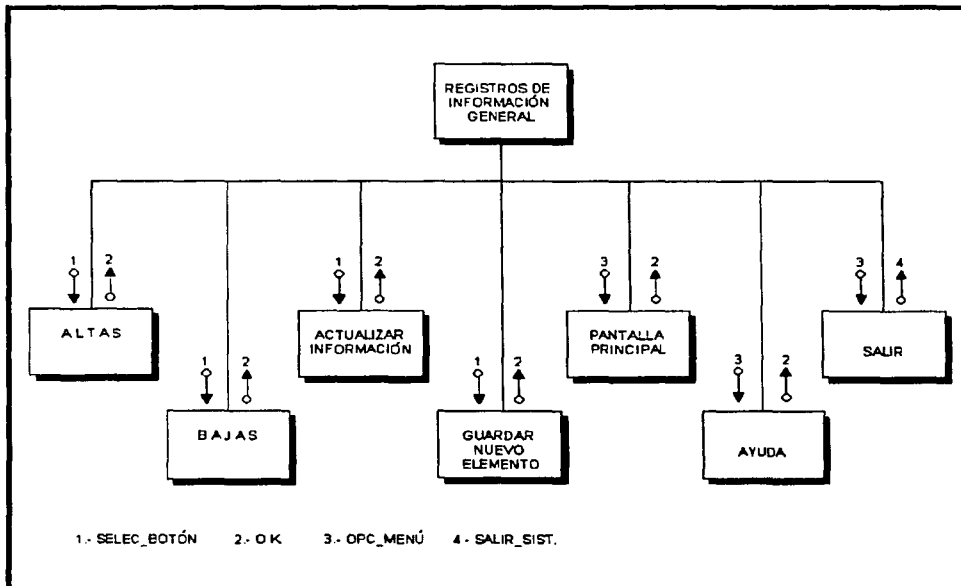 REGISTROS DE
INFORMACIÓN
GENERAL
1 2
1 2
3 2
3 4
ALTAS
ACTUALIZAR
INFORMACIÓN
PANTALLA
PRINCIPAL
SALIR
1 2
1 2
3 2
BAJAS
GUARDAR
NUEVO
ELEMENTO
AYUDA
1.- SELEC_BOTÓN 2.- O K 3.- OPC_MENÚ 4.- SALIR_SIST.